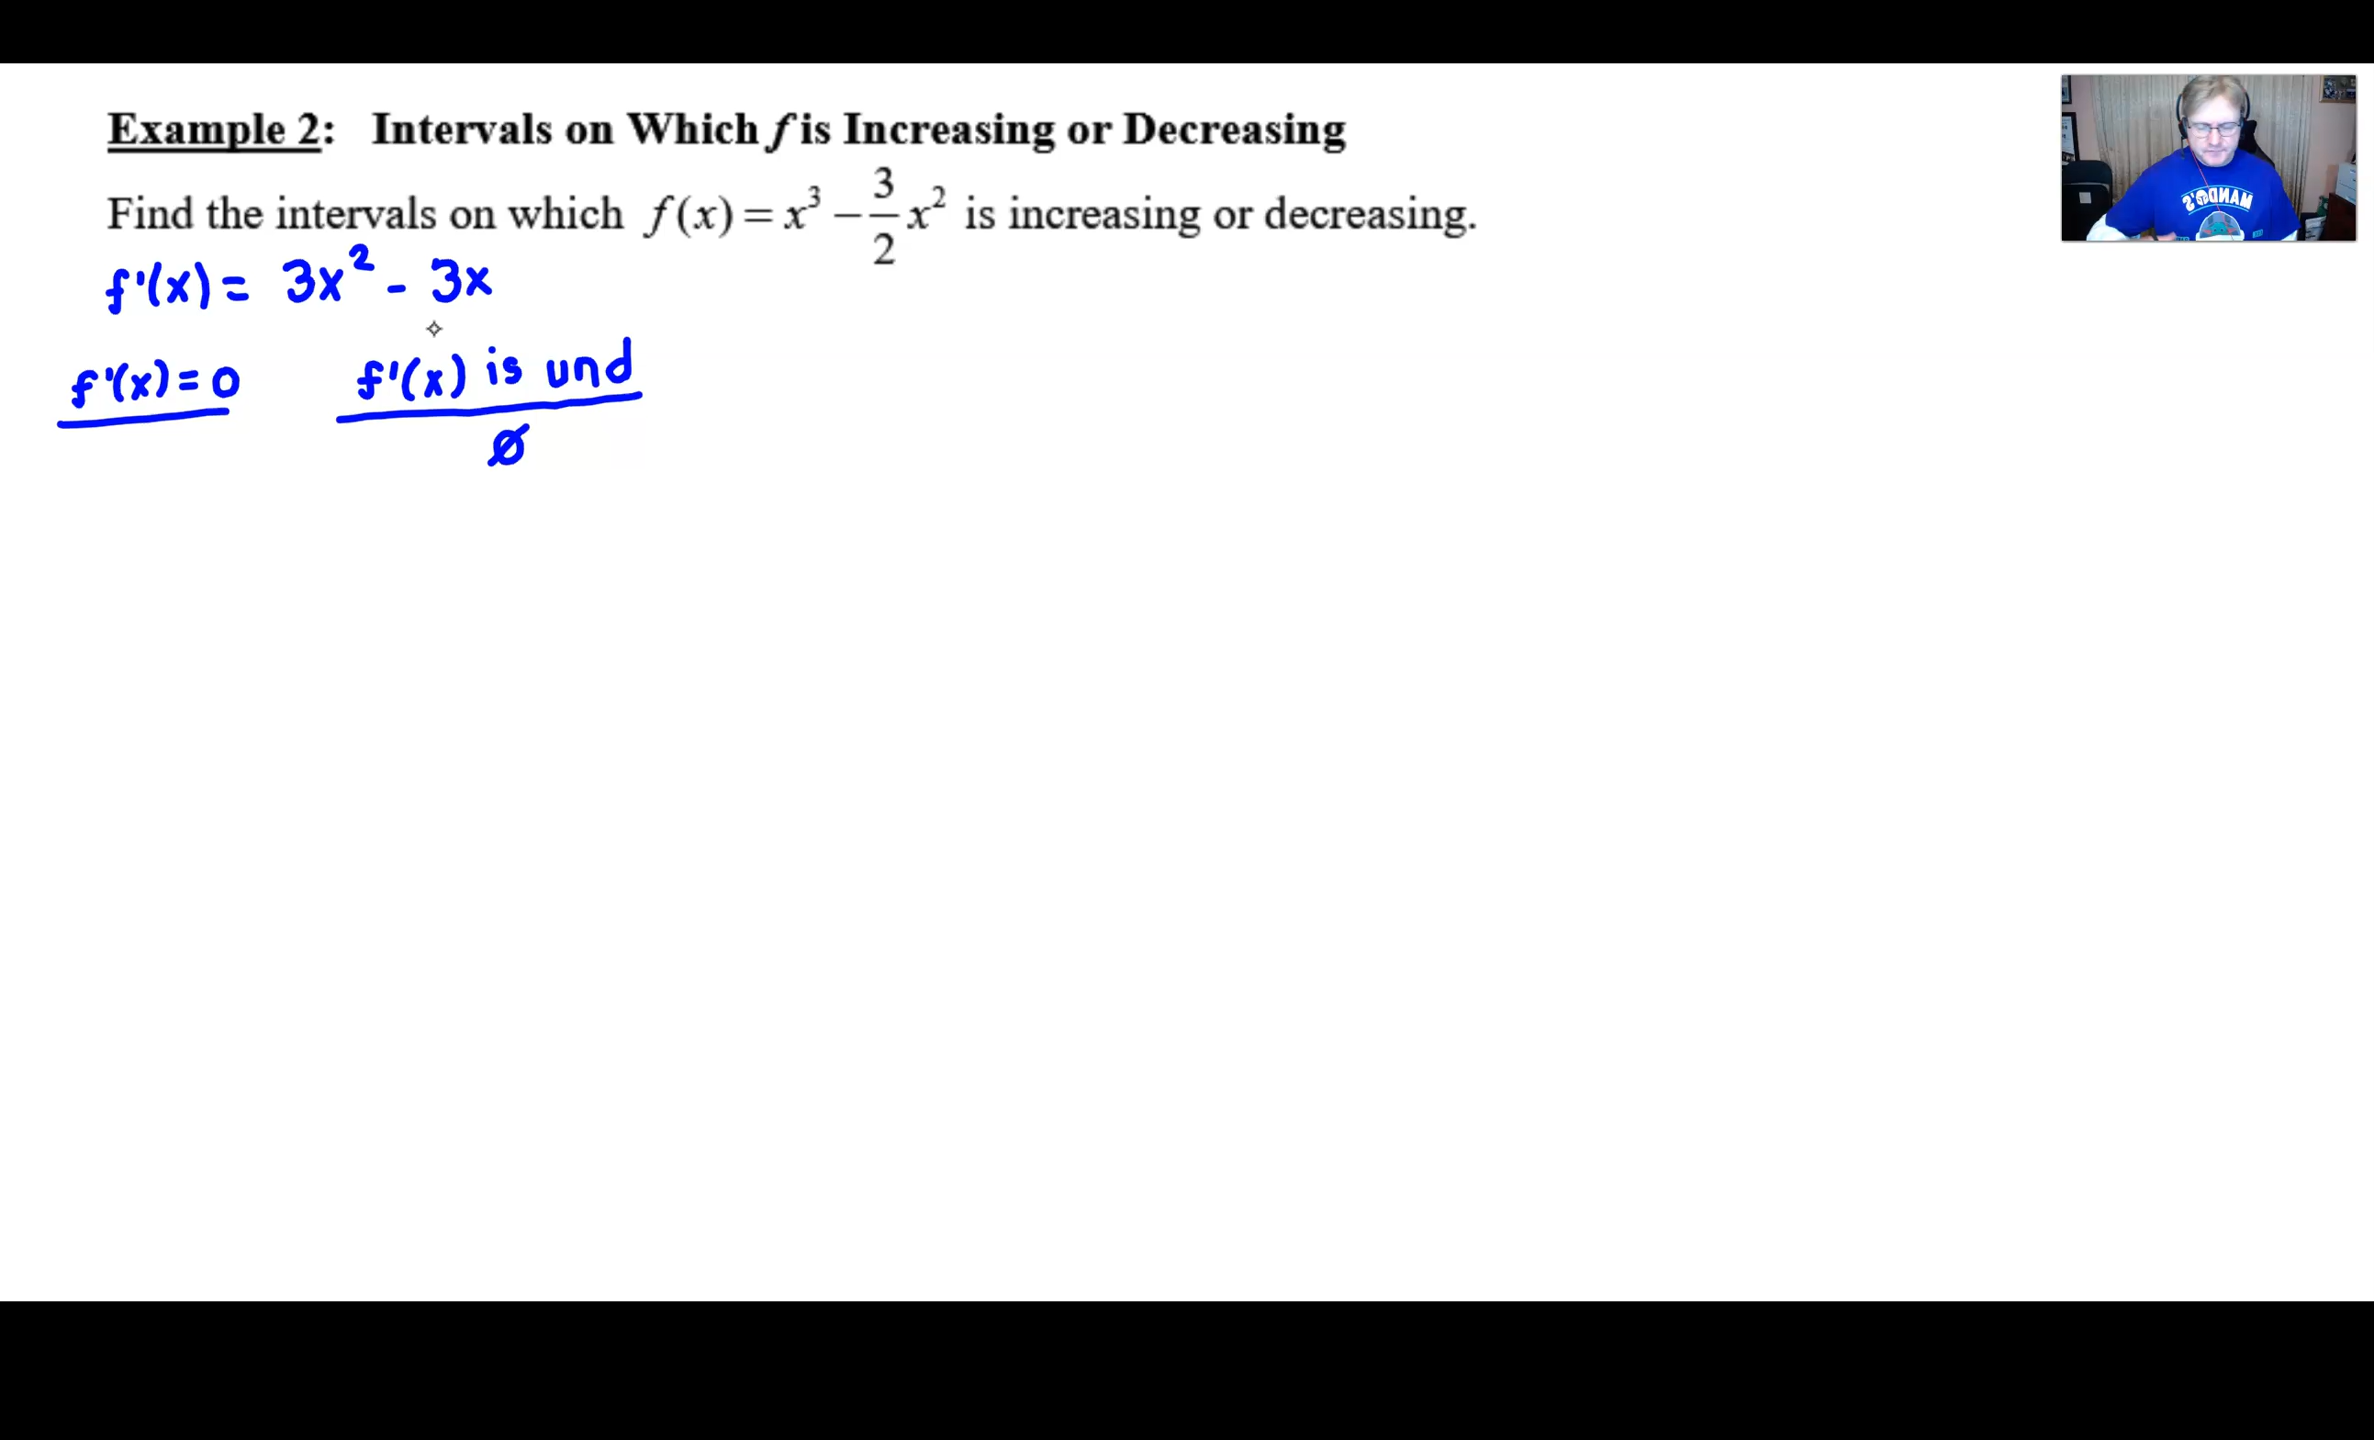 Example 2: Intervals on Which f is Increasing or Decreasing
Find the intervals on which f(x) = x³ − 3/2 x² is increasing or decreasing.
f'(x) = 3x² - 3x
f'(x) = 0 f'(x) is und
∅
MANDO'S